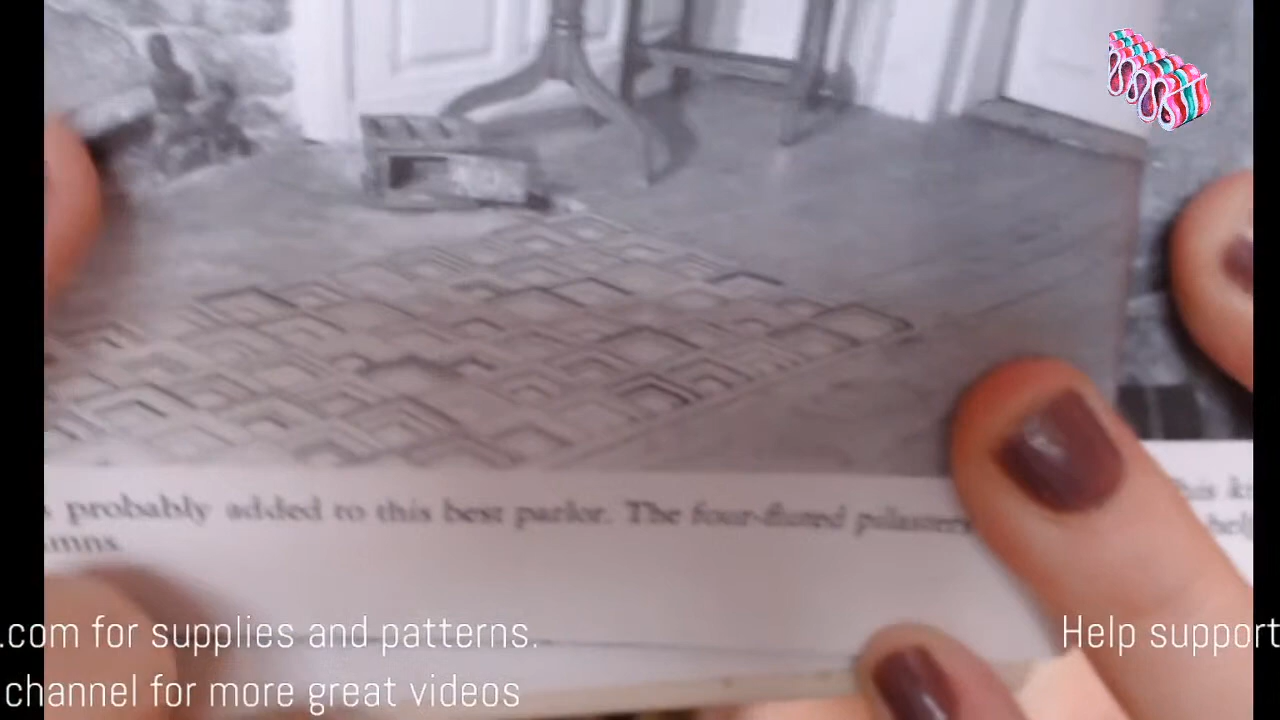 probably added to this best parlor. The four-fluted pilasters
.com for supplies and patterns.
Help support
channel for more great videos